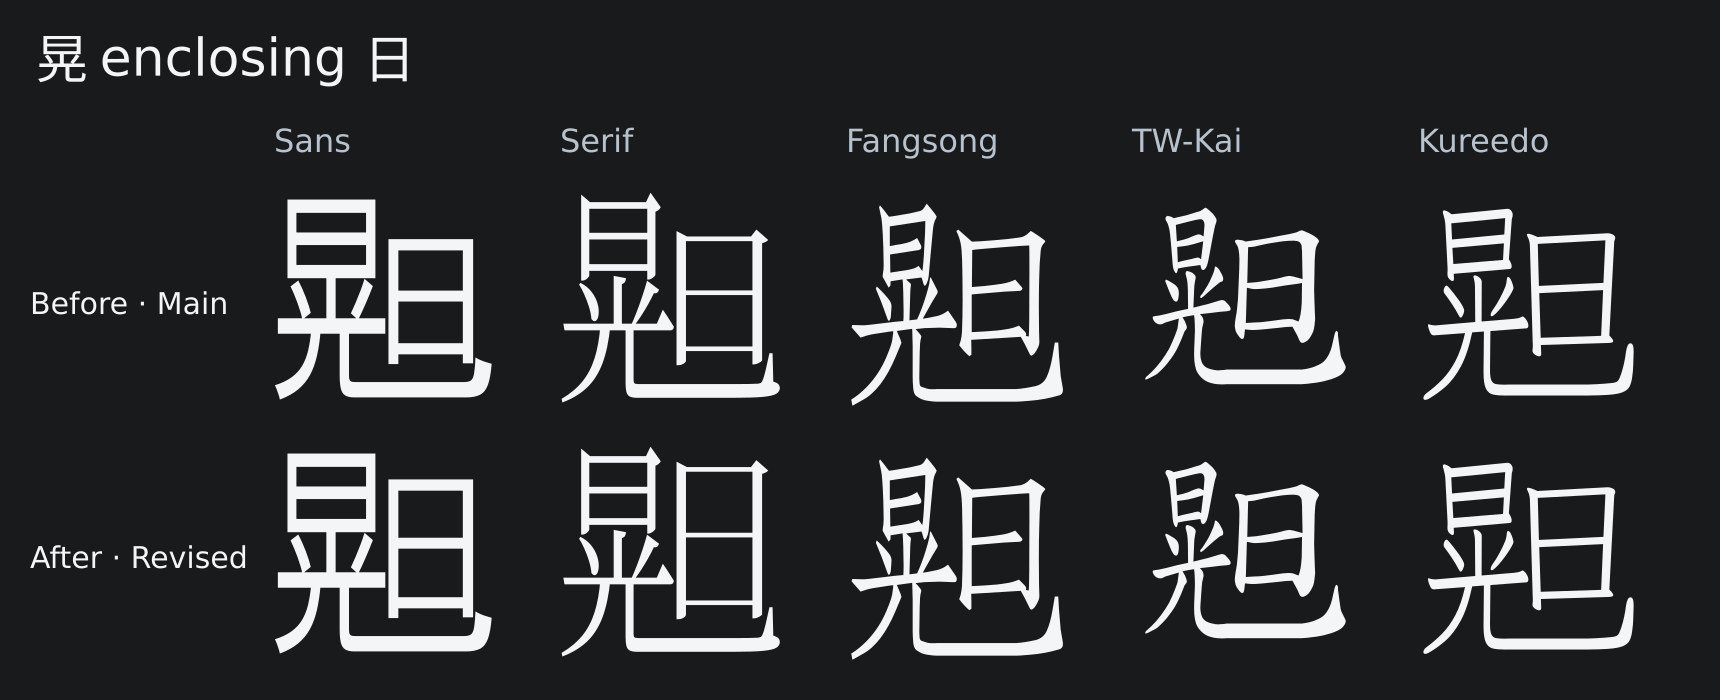 晃 enclosing 日
Sans Serif Fangsong TW-Kai Kureedo
Before · Main
After · Revised